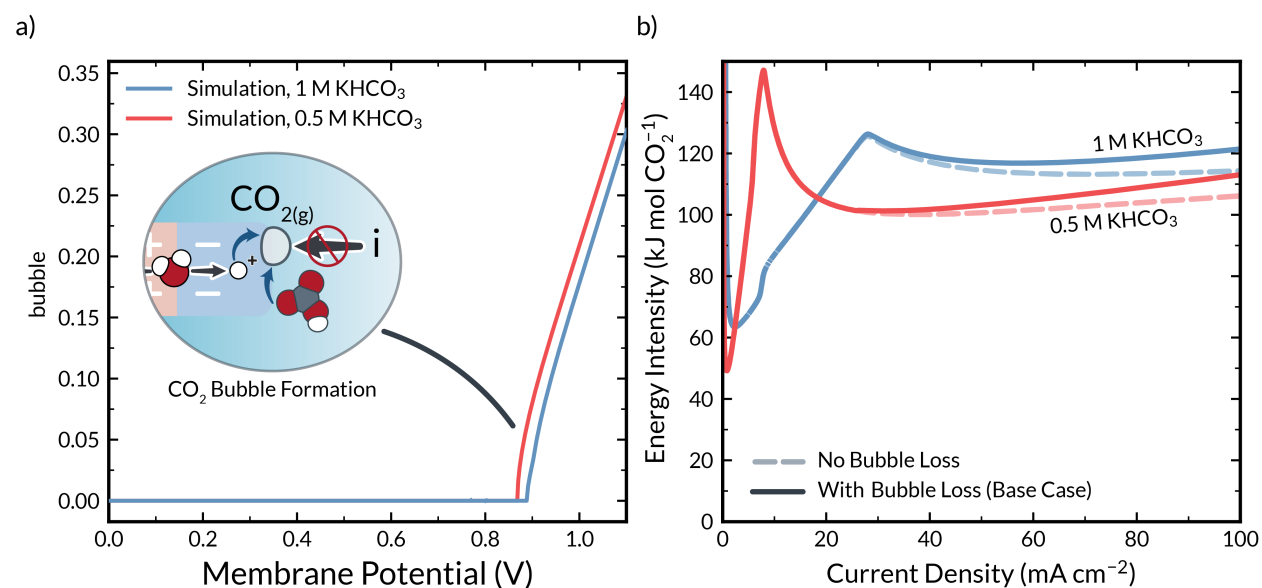 a)
0.35
0.30
0.25
0.20
0.15
0.10
0.05
0.00
bubble
Simulation, 1 M KHCO₃
Simulation, 0.5 M KHCO₃
CO₂(g)
i
+
CO₂ Bubble Formation
0.0 0.2 0.4 0.6 0.8 1.0
Membrane Potential (V)
b)
140
120
100
80
60
40
20
0
Energy Intensity (kJ mol CO₂⁻¹)
1 M KHCO₃
0.5 M KHCO₃
No Bubble Loss
With Bubble Loss (Base Case)
0 20 40 60 80 100
Current Density (mA cm⁻²)